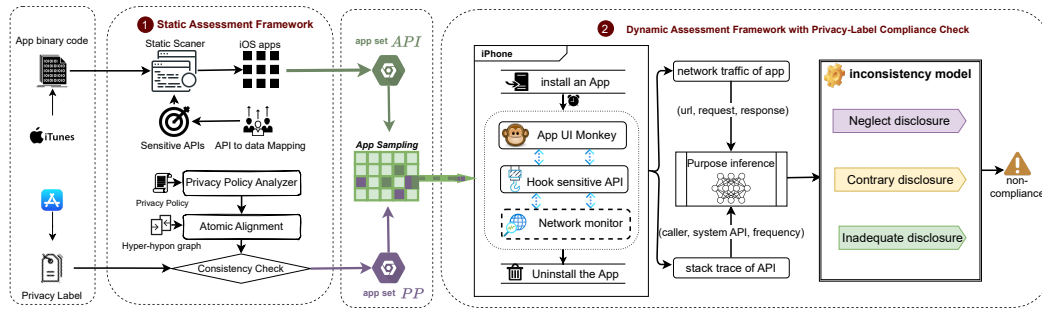 App binary code
iTunes
Privacy Label
1 Static Assessment Framework
Static Scaner
iOS apps
Sensitive APIs
API to data Mapping
Privacy Policy
Privacy Policy Analyzer
Hyper-hypon graph
Atomic Alignment
Consistency Check
app set API
App Sampling
app set PP
2 Dynamic Assessment Framework with Privacy-Label Compliance Check
iPhone
install an App
App UI Monkey
Hook sensitive API
Network monitor
Uninstall the App
network traffic of app
(url, request, response)
Purpose inference
(caller, system API, frequency)
stack trace of API
inconsistency model
Neglect disclosure
Contrary disclosure
Inadequate disclosure
non-
compliance